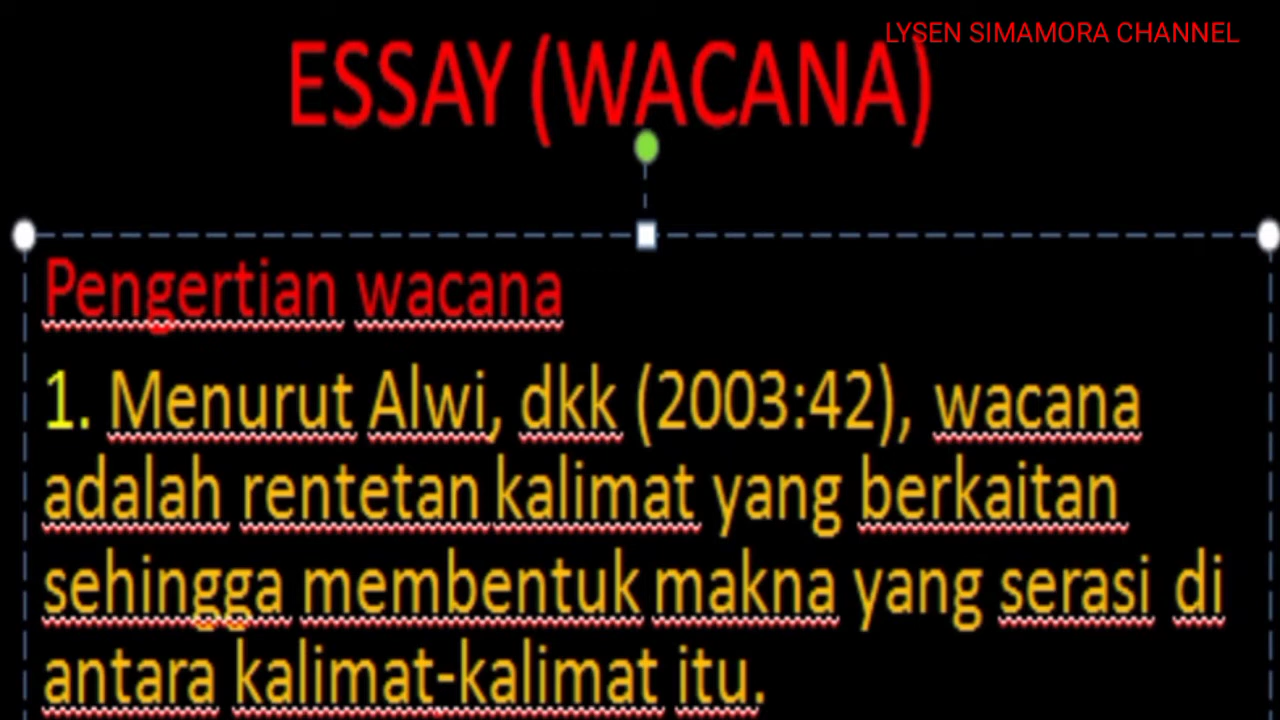 LYSEN SIMAMORA CHANNEL
ESSAY (WACANA)
Pengertian wacana
1. Menurut Alwi, dkk (2003:42), wacana
adalah rentetan kalimat yang berkaitan
sehingga membentuk makna yang serasi di
antara kalimat-kalimat itu.